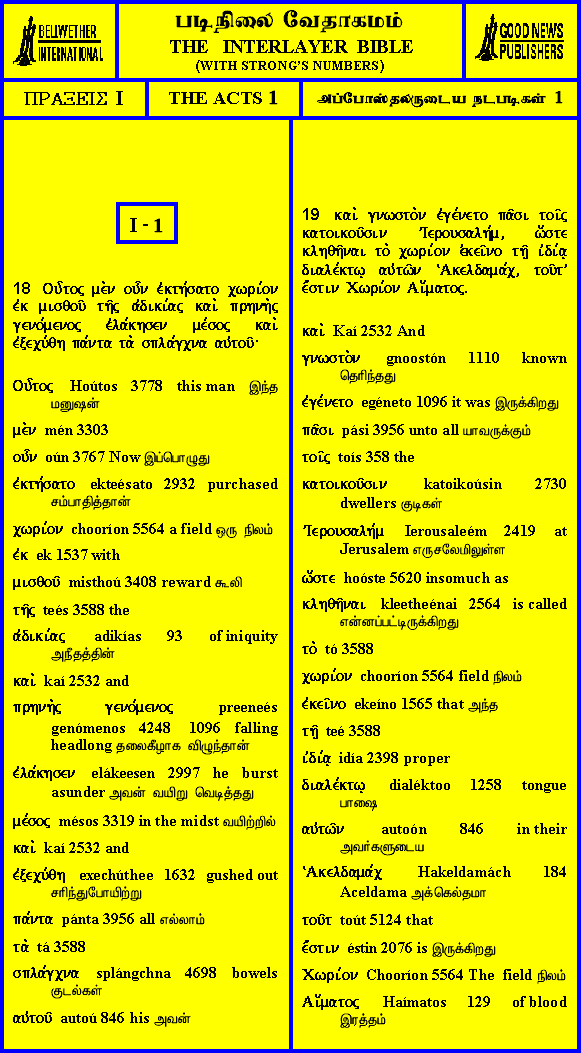 BELLWETHER
INTERNATIONAL
படிநிலை வேதாகமம்
THE INTERLAYER BIBLE
(WITH STRONG'S NUMBERS)
GOOD NEWS
PUBLISHERS
ΠΡΑΞΕΙΣ I
THE ACTS 1
அப்போஸ்தலருடைய நடபடிகள் 1
I - 1
18 Οὗτος μὲν οὖν ἐκτήσατο χωρίον
ἐκ μισθοῦ τῆς ἀδικίας καὶ πρηνὴς
γενόμενος ἐλάκησεν μέσος καὶ
ἐξεχύθη πάντα τὰ σπλάγχνα αὐτοῦ·
Οὗτος Hoútos 3778 this man இந்த
மனுஷன்
μὲν mén 3303
οὖν oún 3767 Now இப்பொழுது
ἐκτήσατο ekteésato 2932 purchased
சம்பாதித்தான்
χωρίον chooríon 5564 a field ஒரு நிலம்
ἐκ ek 1537 with
μισθοῦ misthoú 3408 reward கூலி
τῆς teés 3588 the
ἀδικίας adikías 93 of iniquity
அநீதத்தின்
καὶ kaí 2532 and
πρηνὴς γενόμενος preneés
genómenos 4248 1096 falling
headlong தலைகீழாக விழுந்தான்
ἐλάκησεν elákeesen 2997 he burst
asunder அவன் வயிறு வெடித்தது
μέσος mésos 3319 in the midst வயிற்றில்
καὶ kaí 2532 and
ἐξεχύθη exechúthee 1632 gushed out
சரிந்துபோயிற்று
πάντα pánta 3956 all எல்லாம்
τὰ tá 3588
σπλάγχνα splángchna 4698 bowels
குடல்கள்
αὐτοῦ autoú 846 his அவன்
19 καὶ γνωστὸν ἐγένετο πᾶσι τοῖς
κατοικοῦσιν Ἰερουσαλήμ, ὥστε
κληθῆναι τὸ χωρίον ἐκεῖνο τῇ ἰδίᾳ
διαλέκτῳ αὐτῶν Ἁκελδαμάχ, τοῦτ'
ἔστιν Χωρίον Αἵματος.
καὶ Kaí 2532 And
γνωστὸν gnoostón 1110 known
தெரிந்தது
ἐγένετο egéneto 1096 it was இருக்கிறது
πᾶσι pási 3956 unto all யாவருக்கும்
τοῖς toís 358 the
κατοικοῦσιν katoikoúsin 2730
dwellers குடிகள்
Ἰερουσαλήμ Ierousaleém 2419 at
Jerusalem எருசலேமிலுள்ள
ὥστε hoóste 5620 insomuch as
κληθῆναι kleetheénai 2564 is called
என்னப்பட்டிருக்கிறது
τὸ tó 3588
χωρίον chooríon 5564 field நிலம்
ἐκεῖνο ekeíno 1565 that அந்த
τῇ teé 3588
ἰδίᾳ idía 2398 proper
διαλέκτῳ dialéktoo 1258 tongue
பாஷை
αὐτῶν autoón 846 in their
அவர்களுடைய
Ἁκελδαμάχ Hakeldamách 184
Aceldama அக்கெல்தமா
τοῦτ toút 5124 that
ἔστιν éstin 2076 is இருக்கிறது
Χωρίον Chooríon 5564 The field நிலம்
Αἵματος Haímatos 129 of blood
இரத்தம்